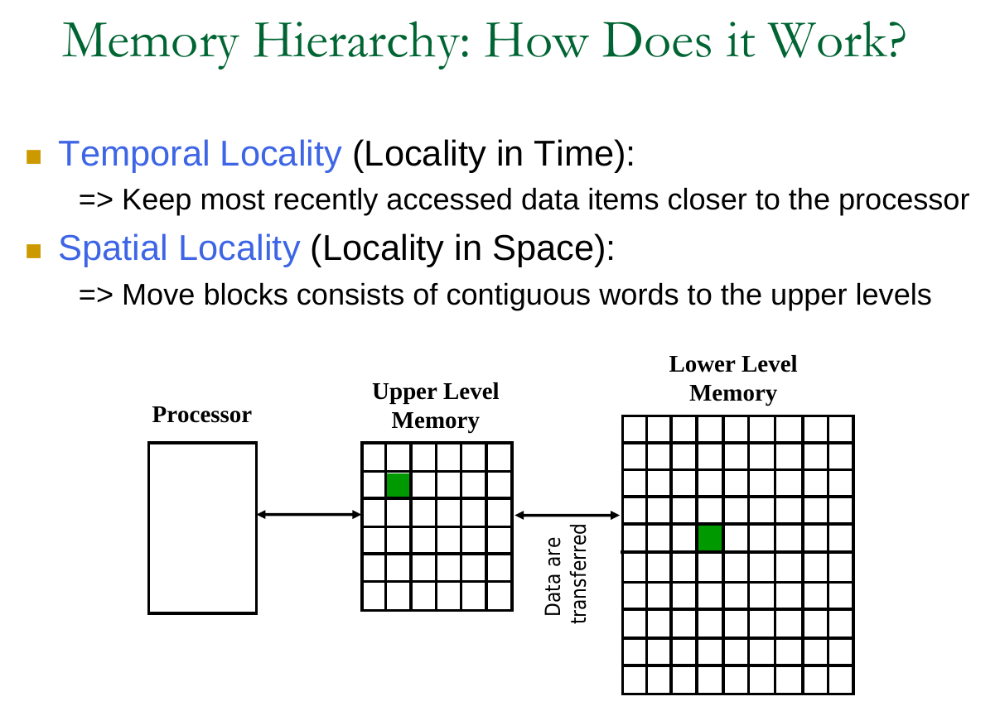 Memory Hierarchy: How Does it Work?
Temporal Locality (Locality in Time):
=> Keep most recently accessed data items closer to the processor
Spatial Locality (Locality in Space):
=> Move blocks consists of contiguous words to the upper levels
Processor
Upper Level
Memory
Lower Level
Memory
Data are
transferred